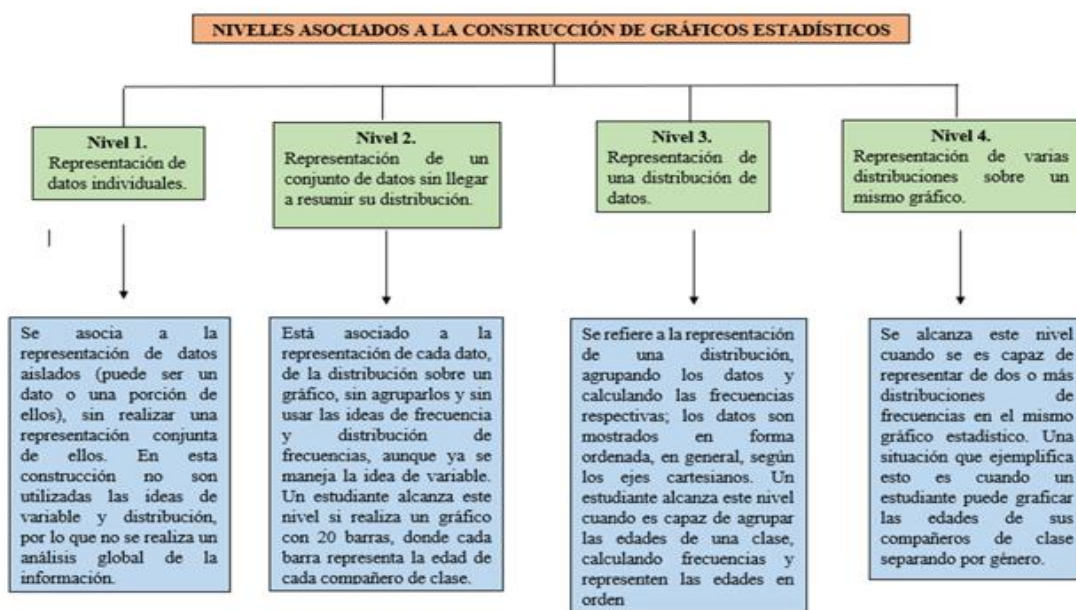 NIVELES ASOCIADOS A LA CONSTRUCCIÓN DE GRÁFICOS ESTADÍSTICOS
Nivel 1.
Representación de
datos individuales.
Nivel 2.
Representación de un
conjunto de datos sin llegar
a resumir su distribución.
Nivel 3.
Representación de
una distribución de
datos.
Nivel 4.
Representación de varias
distribuciones sobre un
mismo gráfico.
Se asocia a la
representación de datos
aislados (puede ser un
dato o una porción de
ellos), sin realizar una
representación conjunta
de ellos. En esta
construcción no son
utilizadas las ideas de
variable y distribución,
por lo que no se realiza un
análisis global de la
información.
Está asociado a la
representación de cada dato,
de la distribución sobre un
gráfico, sin agruparlos y sin
usar las ideas de frecuencia
y distribución de
frecuencias, aunque ya se
maneja la idea de variable.
Un estudiante alcanza este
nivel si realiza un gráfico
con 20 barras, donde cada
barra representa la edad de
cada compañero de clase.
Se refiere a la representación
de una distribución,
agrupando los datos y
calculando las frecuencias
respectivas; los datos son
mostrados en forma
ordenada, en general, según
los ejes cartesianos. Un
estudiante alcanza este nivel
cuando es capaz de agrupar
las edades de una clase,
calculando frecuencias y
representen las edades en
orden
Se alcanza este nivel
cuando se es capaz de
representar de dos o más
distribuciones de
frecuencias en el mismo
gráfico estadístico. Una
situación que ejemplifica
esto es cuando un
estudiante puede graficar
las edades de sus
compañeros de clase
separando por género.